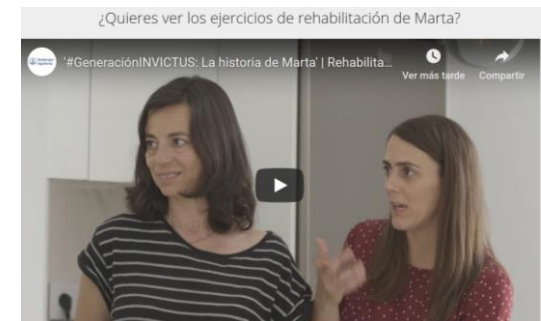 ¿Quieres ver los ejercicios de rehabilitación de Marta?
'#GeneraciónINVICTUS: La historia de Marta' | Rehabilita...
Ver más tarde
Compartir